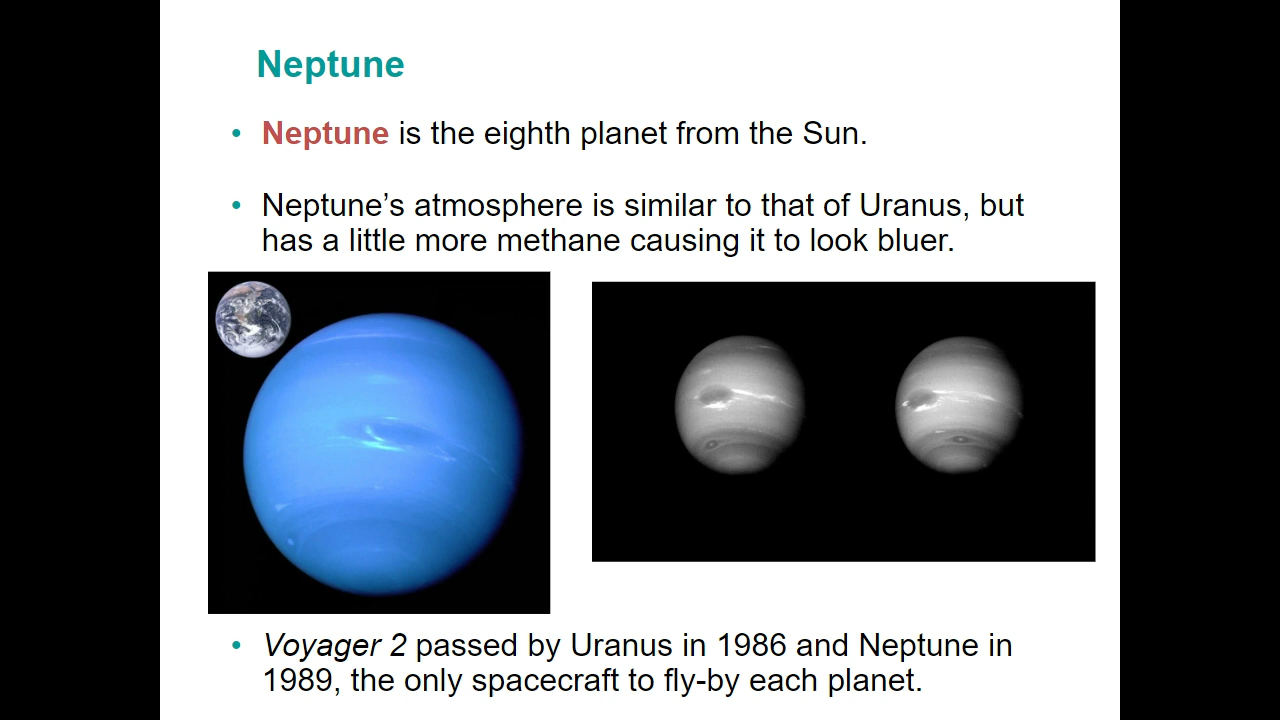 Neptune
• Neptune is the eighth planet from the Sun.
• Neptune’s atmosphere is similar to that of Uranus, but
has a little more methane causing it to look bluer.
• Voyager 2 passed by Uranus in 1986 and Neptune in
1989, the only spacecraft to fly-by each planet.